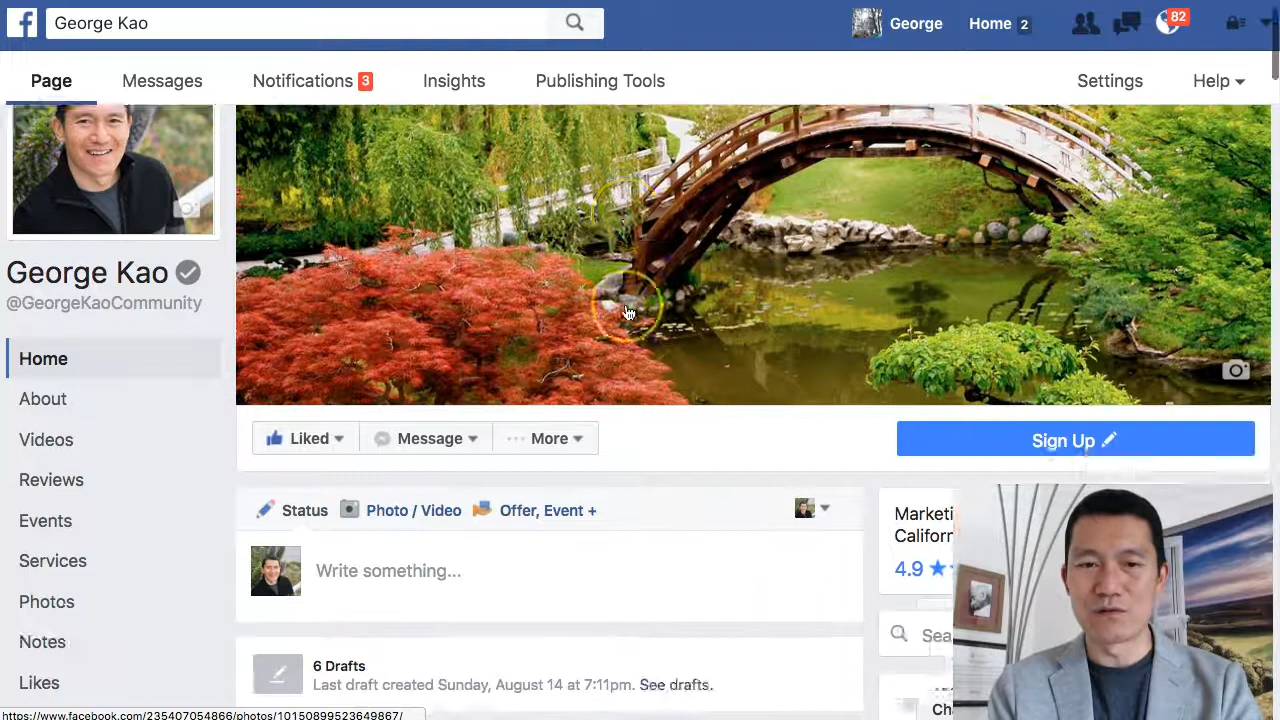 George Kao
George
Home 2
82
Page
Messages
Notifications 3
Insights
Publishing Tools
Settings
Help
George Kao
@GeorgeKaoCommunity
Home
About
Videos
Reviews
Events
Services
Photos
Notes
Likes
Liked
Message
More
Sign Up
Status
Photo / Video
Offer, Event +
Write something...
6 Drafts
Last draft created Sunday, August 14 at 7:11pm. See drafts.
Marketi
Californ
4.9
Sea
Ch
https://www.facebook.com/235407054866/photos/10150899523649867/